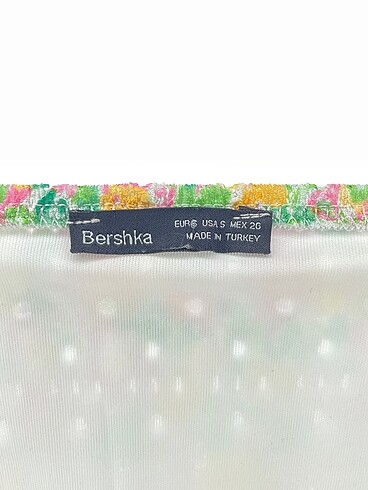 Bershka
EUR S USA S MEX 26
MADE IN TURKEY